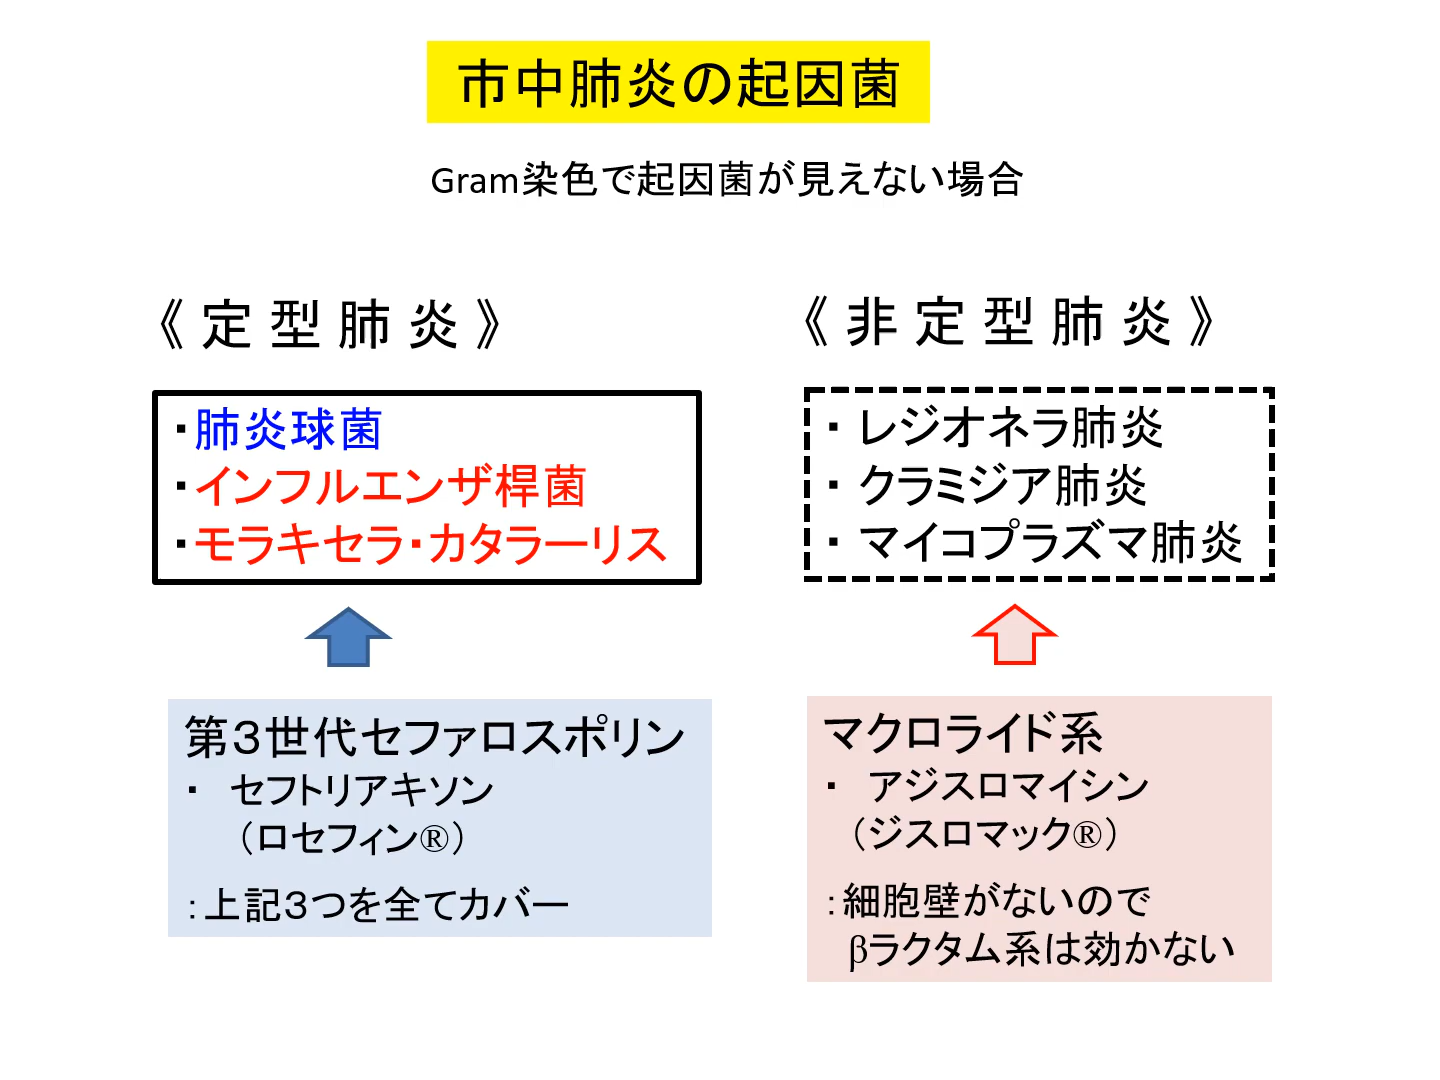 市中肺炎の起因菌
Gram染色で起因菌が見えない場合
《定型肺炎》
・肺炎球菌
・インフルエンザ桿菌
・モラキセラ・カタラーリス
第３世代セファロスポリン
・ セフトリアキソン
（ロセフィン®）
：上記３つを全てカバー
《非定型肺炎》
・レジオネラ肺炎
・クラミジア肺炎
・マイコプラズマ肺炎
マクロライド系
・ アジスロマイシン
（ジスロマック®）
：細胞壁がないので
βラクタム系は効かない